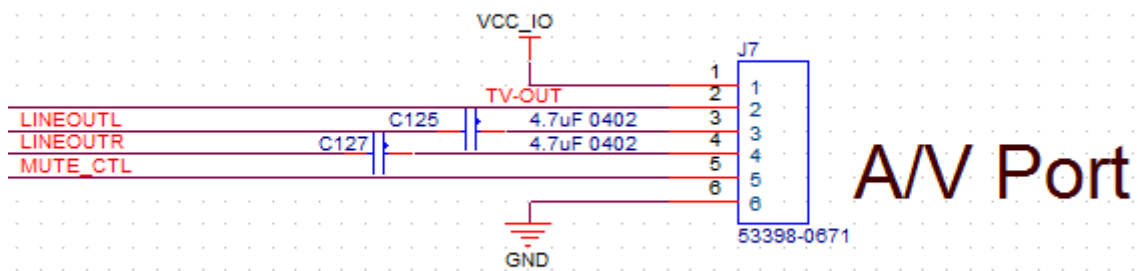 VCC_IO
J7
1 1
TV-OUT 2 2
LINEOUTL C125 4.7uF 0402 3 3
LINEOUTR C127 4.7uF 0402 4 4
MUTE_CTL 5 5
6 6
A/V Port
53398-0671
GND